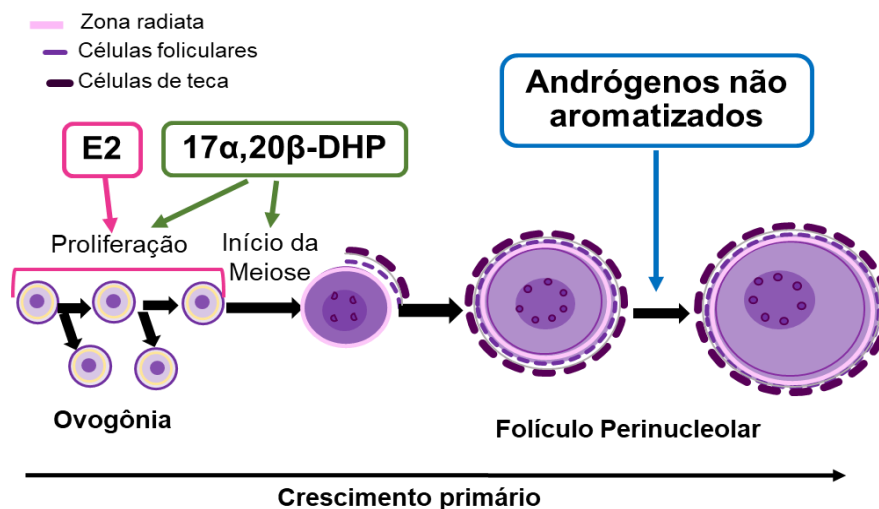 Zona radiata
Células foliculares
Células de teca
Andrógenos não
aromatizados
E2
17α,20β-DHP
Proliferação
Início da
Meiose
Ovogônia
Folículo Perinucleolar
Crescimento primário